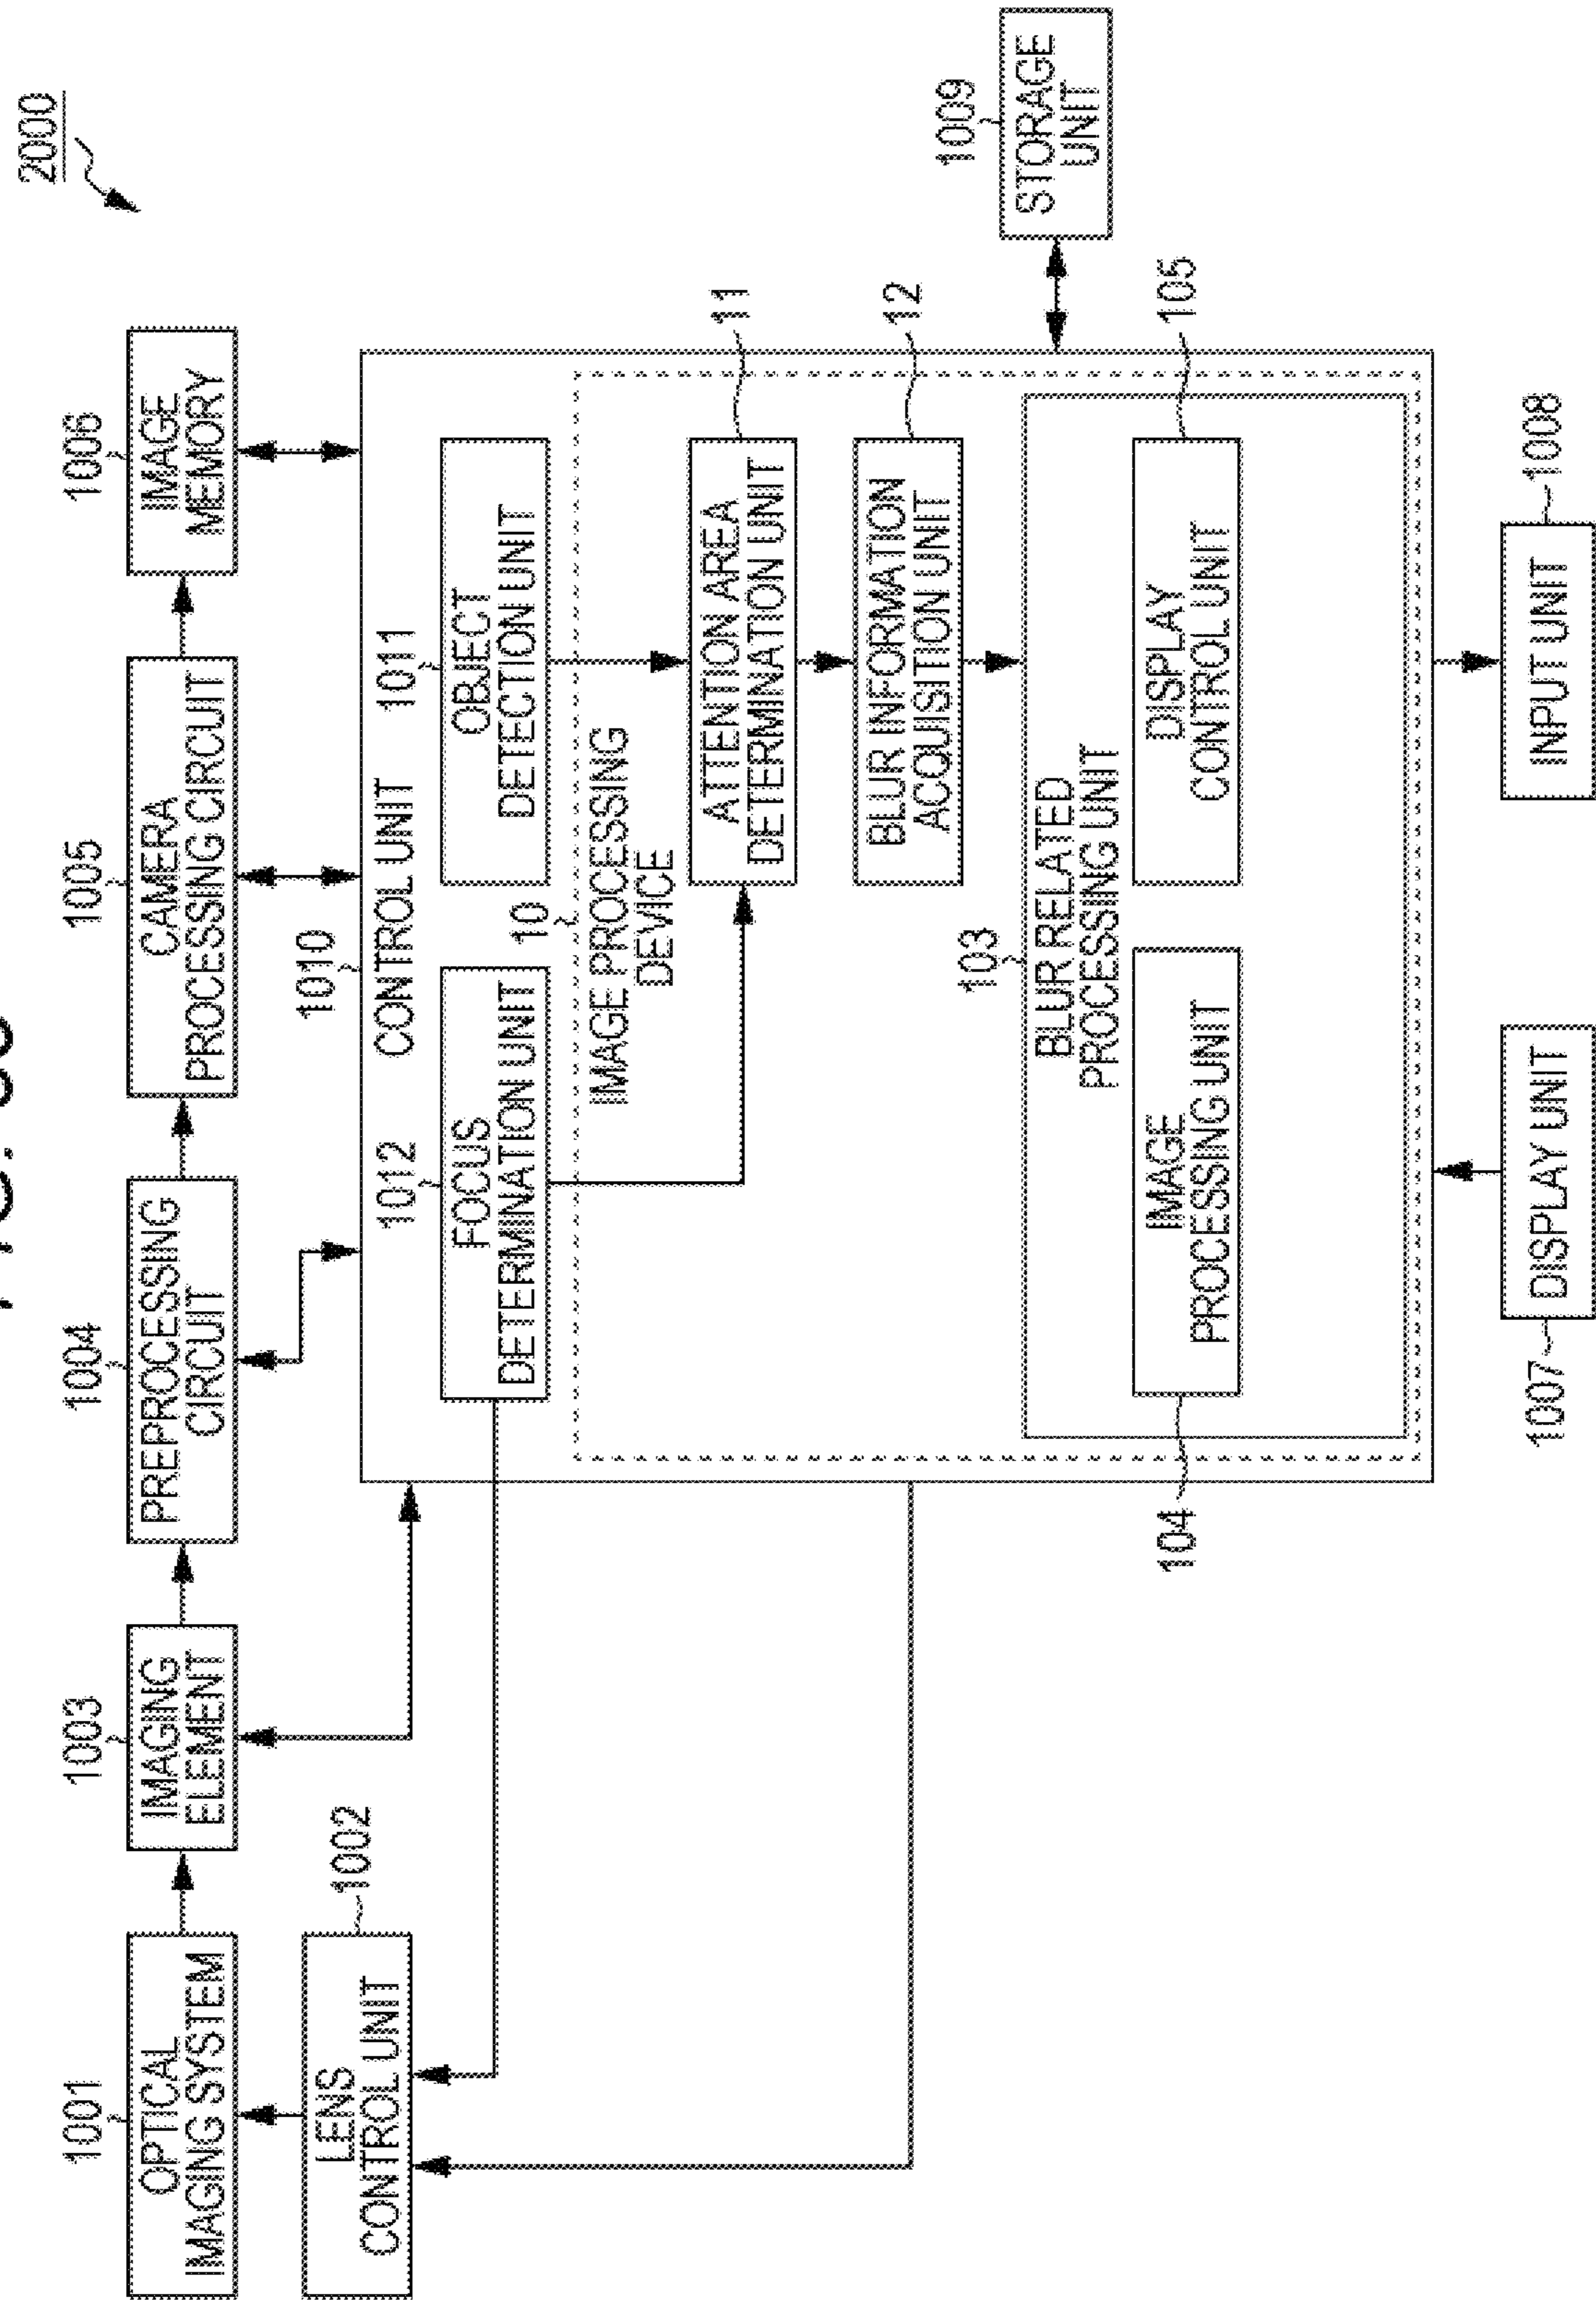 2000
1001
1003
1004
1005
1006
OPTICAL
IMAGING SYSTEM
IMAGING
ELEMENT
PREPROCESSING
CIRCUIT
CAMERA
PROCESSING CIRCUIT
IMAGE
MEMORY
1002
LENS
CONTROL UNIT
1010
CONTROL UNIT
1012
1011
FOCUS
DETERMINATION UNIT
OBJECT
DETECTION UNIT
10
IMAGE PROCESSING
DEVICE
11
ATTENTION AREA
DETERMINATION UNIT
12
BLUR INFORMATION
ACQUISITION UNIT
1009
STORAGE
UNIT
103
BLUR RELATED
PROCESSING UNIT
104
IMAGE
PROCESSING UNIT
105
DISPLAY
CONTROL UNIT
1007
DISPLAY UNIT
INPUT UNIT
1008